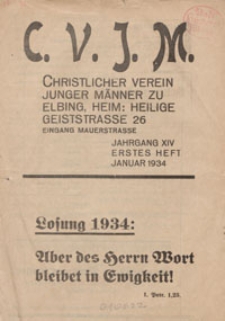 C. V. J. M.
CHRISTLICHER VEREIN
JUNGER MÄNNER ZU
ELBING, HEIM: HEILIGE
GEISTSTRASSE 26
EINGANG MAUERSTRASSE
JAHRGANG XIV
ERSTES HEFT
JANUAR 1934
Losung 1934:
Aber des Herrn Wort
bleibet in Ewigkeit!
1. Petr. 1,25.